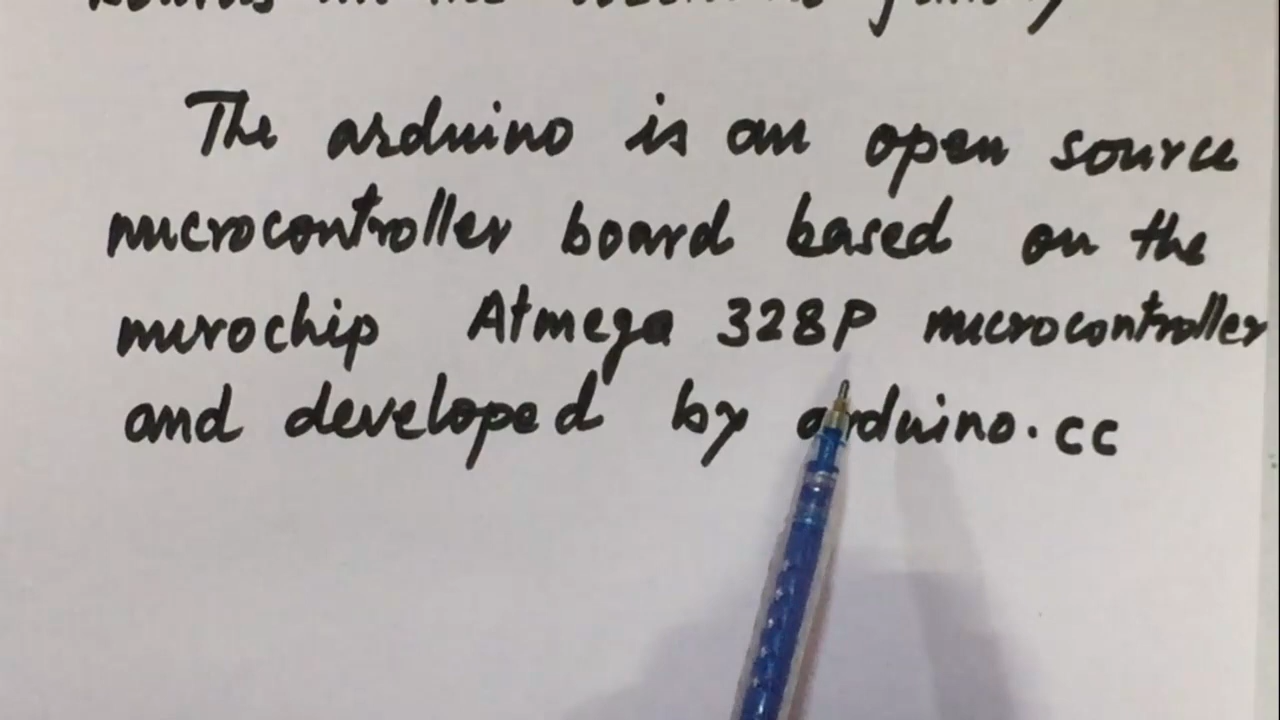 The arduino is an open source
microcontroller board based on the
microchip Atmega 328P microcontroller
and developed by arduino.cc